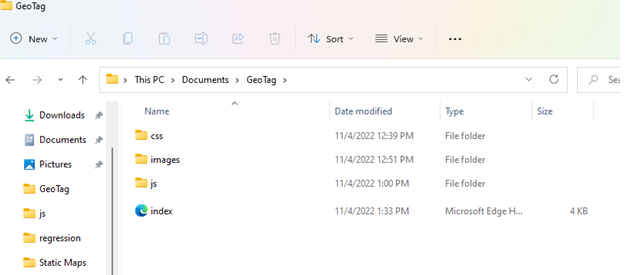 GeoTag
New Sort View ...
This PC > Documents > GeoTag > Sea
Name Date modified Type Size
Downloads
Documents
Pictures
GeoTag
js
regression
Static Maps
css 11/4/2022 12:39 PM File folder
images 11/4/2022 12:51 PM File folder
js 11/4/2022 1:00 PM File folder
index 11/4/2022 1:33 PM Microsoft Edge H... 4 KB